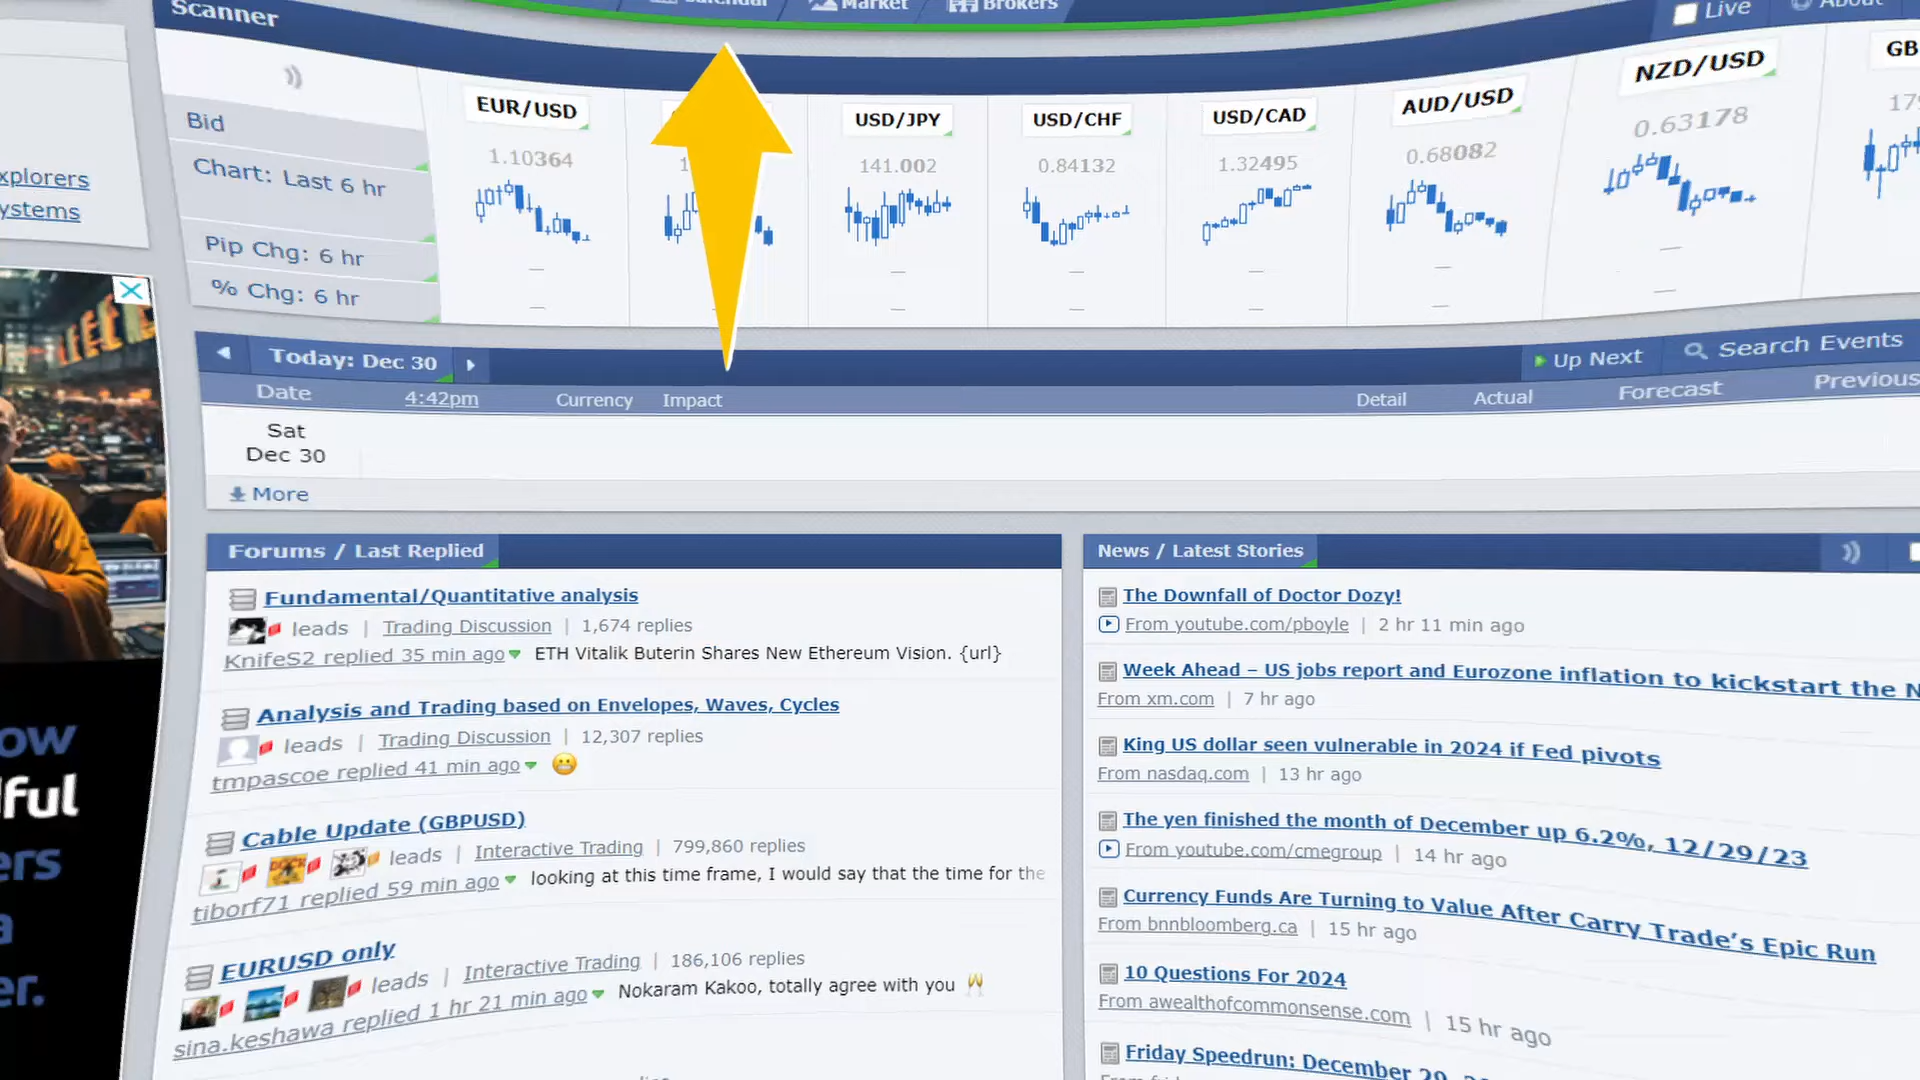 Calendar
Market
Brokers
Scanner
Live
About
EUR/USD
USD/JPY
USD/CHF
USD/CAD
AUD/USD
NZD/USD
Bid
1.10364
141.002
0.84132
1.32495
0.68082
0.63178
Chart: Last 6 hr
Pip Chg: 6 hr
% Chg: 6 hr
xplorers
ystems
Today: Dec 30
Up Next
Search Events
Date
4:42pm
Currency
Impact
Detail
Actual
Forecast
Previous
Sat
Dec 30
More
Forums / Last Replied
Fundamental/Quantitative analysis
leads | Trading Discussion | 1,674 replies
KnifeS2 replied 35 min ago ETH Vitalik Buterin Shares New Ethereum Vision. {url}
Analysis and Trading based on Envelopes, Waves, Cycles
leads | Trading Discussion | 12,307 replies
tmpascoe replied 41 min ago 😬
Cable Update (GBPUSD)
leads | Interactive Trading | 799,860 replies
tiborf71 replied 59 min ago looking at this time frame, I would say that the time for the
EURUSD only
leads | Interactive Trading | 186,106 replies
sina.keshawa replied 1 hr 21 min ago Nokaram Kakoo, totally agree with you 🥂
News / Latest Stories
The Downfall of Doctor Dozy!
From youtube.com/pboyle | 2 hr 11 min ago
Week Ahead – US jobs report and Eurozone inflation to kickstart the N
From xm.com | 7 hr ago
King US dollar seen vulnerable in 2024 if Fed pivots
From nasdaq.com | 13 hr ago
The yen finished the month of December up 6.2%, 12/29/23
From youtube.com/cmegroup | 14 hr ago
Currency Funds Are Turning to Value After Carry Trade's Epic Run
From bnnbloomberg.ca | 15 hr ago
10 Questions For 2024
From awealthofcommonsense.com | 15 hr ago
Friday Speedrun: December 29
ow
ful
ers
a
er.